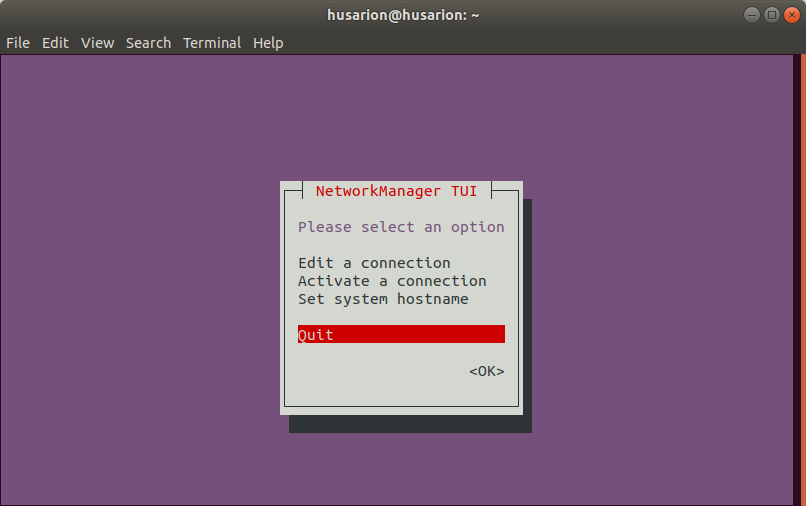 husarion@husarion: ~
File Edit View Search Terminal Help
NetworkManager TUI
Please select an option
Edit a connection
Activate a connection
Set system hostname
Quit
<OK>